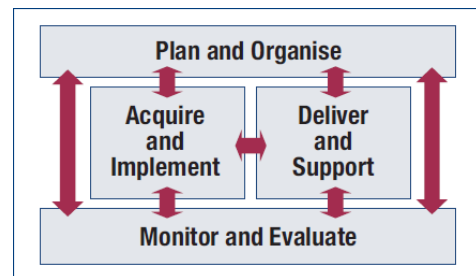 Plan and Organise
Acquire
and
Implement
Deliver
and
Support
Monitor and Evaluate